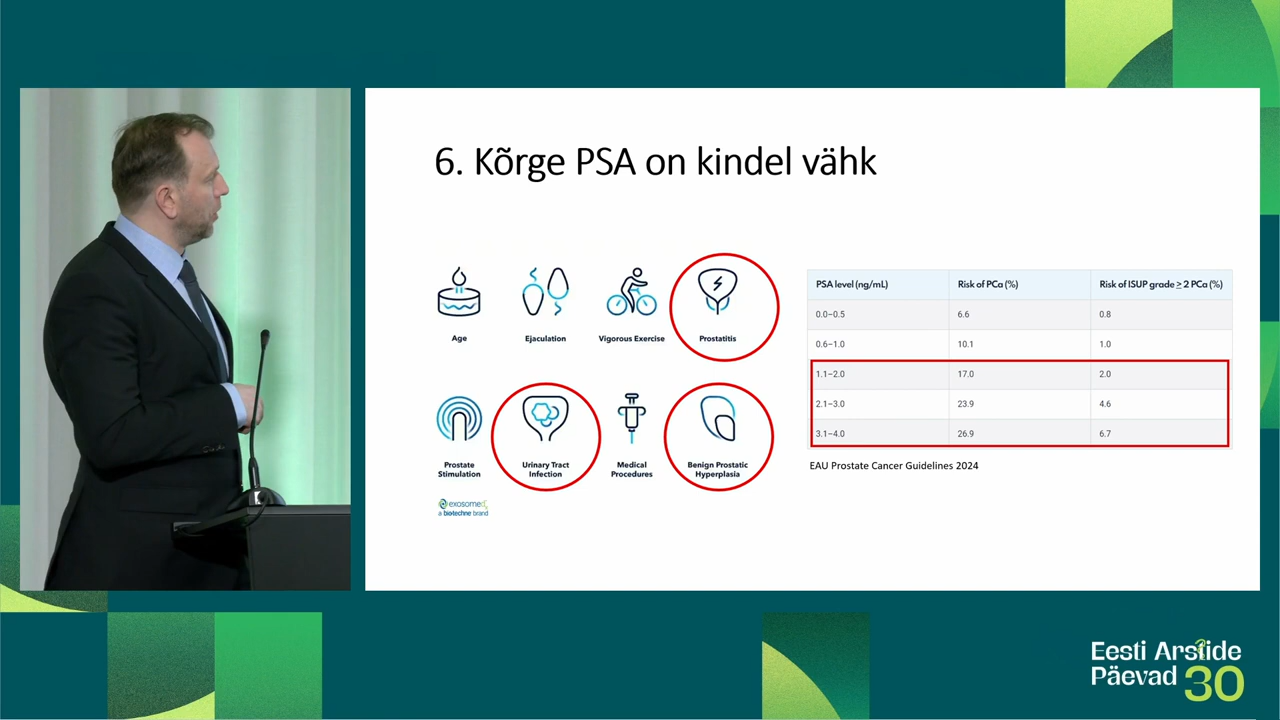 6. Kõrge PSA on kindel vähk
Age
Ejaculation
Vigorous Exercise
Prostatitis
Prostate
Stimulation
Urinary Tract
Infection
Medical
Procedures
Benign Prostatic
Hyperplasia
exosomedx
a biotechne brand
PSA level (ng/mL) Risk of PCa (%) Risk of ISUP grade ≥ 2 PCa (%)
0.0–0.5 6.6 0.8
0.6–1.0 10.1 1.0
1.1–2.0 17.0 2.0
2.1–3.0 23.9 4.6
3.1–4.0 26.9 6.7
EAU Prostate Cancer Guidelines 2024
Eesti Arstide
Päevad 30